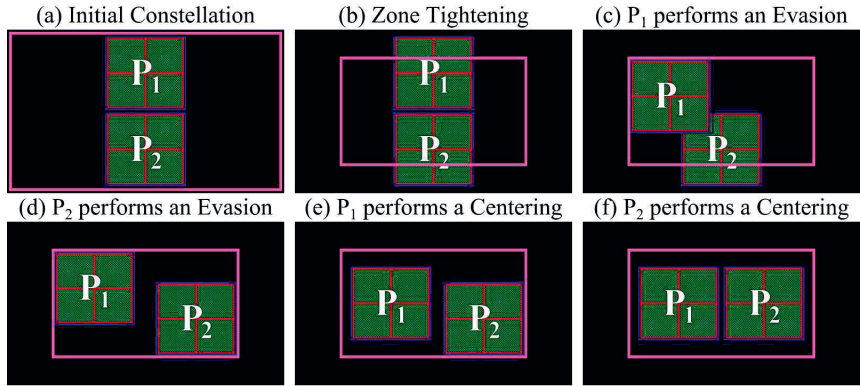 (a) Initial Constellation
P₁
P₂
(b) Zone Tightening
P₁
P₂
(c) P₁ performs an Evasion
P₁
P₂
(d) P₂ performs an Evasion
P₁
P₂
(e) P₁ performs a Centering
P₁
P₂
(f) P₂ performs a Centering
P₁ P₂